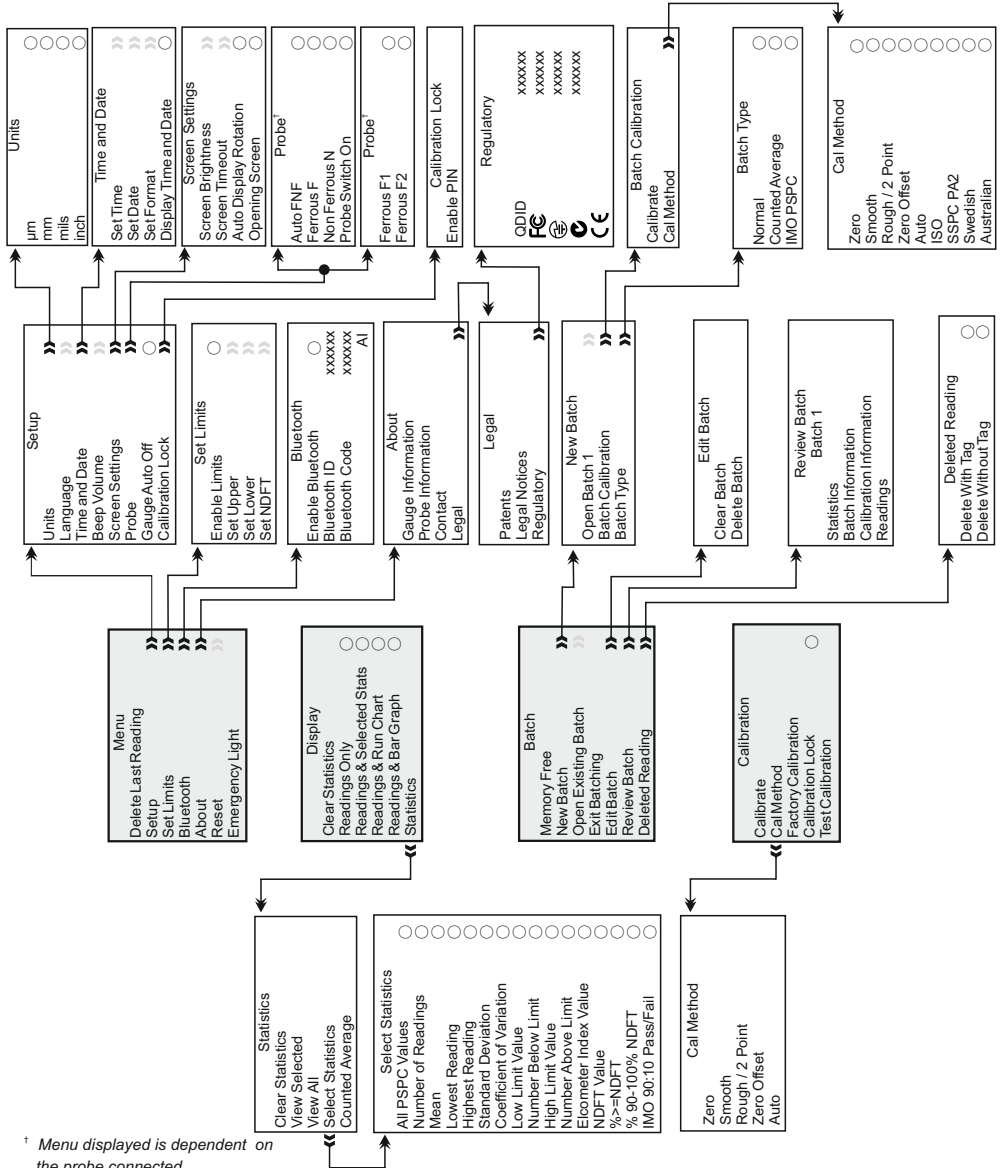 Units
µm
mm
mils
inch
Time and Date
Set Time
Set Date
Set Format
Display Time and Date
Screen Settings
Screen Brightness
Screen Timeout
Auto Display Rotation
Opening Screen
Probe†
Auto FNF
Ferrous F
Non Ferrous N
Probe Switch On
Probe†
Ferrous F1
Ferrous F2
Calibration Lock
Enable PIN
Regulatory
QDID xxxxxx
FC xxxxxx
xxxxxx
xxxxxx
CE
Batch Calibration
Calibrate
Cal Method
Batch Type
Normal
Counted Average
IMO PSPC
Cal Method
Zero
Smooth
Rough / 2 Point
Zero Offset
Auto
ISO
SSPC PA2
Swedish
Australian
Setup
Units
Language
Time and Date
Beep Volume
Screen Settings
Probe
Gauge Auto Off
Calibration Lock
Set Limits
Enable Limits
Set Upper
Set Lower
Set NDFT
Bluetooth
Enable Bluetooth
Bluetooth ID xxxxxx
Bluetooth Code xxxxxx
AI
About
Gauge Information
Probe Information
Contact
Legal
Legal
Patents
Legal Notices
Regulatory
New Batch
Open Batch 1
Batch Calibration
Batch Type
Edit Batch
Clear Batch
Delete Batch
Review Batch
Batch 1
Statistics
Batch Information
Calibration Information
Readings
Deleted Reading
Delete With Tag
Delete Without Tag
Menu
Delete Last Reading
Setup
Set Limits
Bluetooth
About
Reset
Emergency Light
Display
Clear Statistics
Readings Only
Readings & Selected Stats
Readings & Run Chart
Readings & Bar Graph
Statistics
Batch
Memory Free
New Batch
Open Existing Batch
Exit Batching
Edit Batch
Review Batch
Deleted Reading
Calibration
Calibrate
Cal Method
Factory Calibration
Calibration Lock
Test Calibration
Statistics
Clear Statistics
View Selected
View All
Select Statistics
Counted Average
Select Statistics
All PSPC Values
Number of Readings
Mean
Lowest Reading
Highest Reading
Standard Deviation
Coefficient of Variation
Low Limit Value
Number Below Limit
High Limit Value
Number Above Limit
Elcometer Index Value
NDFT Value
%>=NDFT
% 90-100% NDFT
IMO 90:10 Pass/Fail
Cal Method
Zero
Smooth
Rough / 2 Point
Zero Offset
Auto
† Menu displayed is dependent on
the probe connected